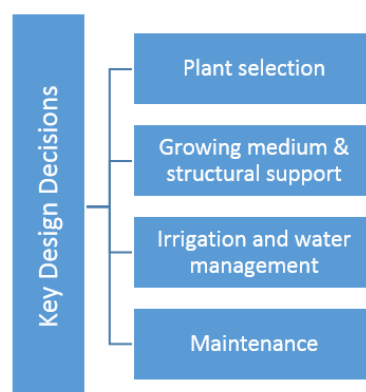 Key Design Decisions
Plant selection
Growing medium &
structural support
Irrigation and water
management
Maintenance